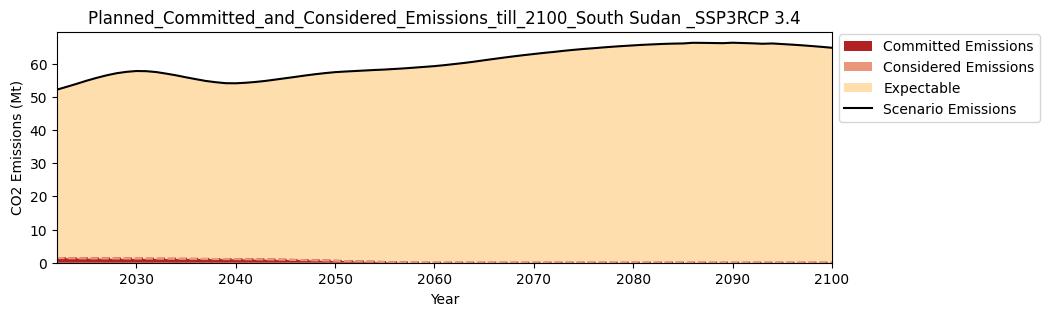 Planned_Committed_and_Considered_Emissions_till_2100_South Sudan _SSP3RCP 3.4
Committed Emissions
Considered Emissions
Expectable
Scenario Emissions
CO2 Emissions (Mt)
60
50
40
30
20
10
0
2030
2040
2050
2060
2070
2080
2090
2100
Year